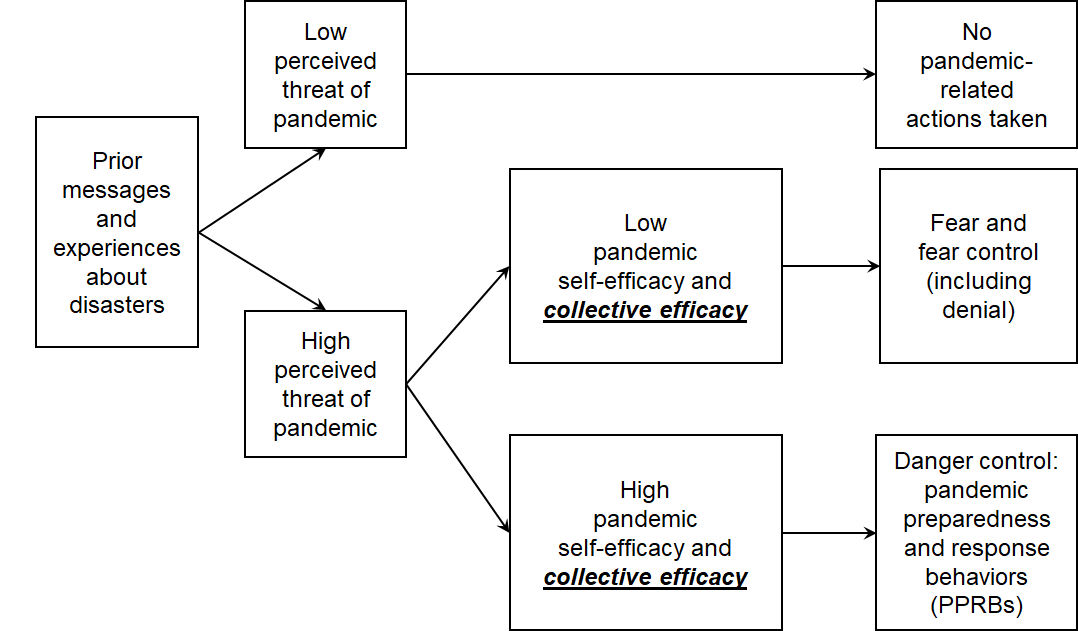 Prior
messages
and
experiences
about
disasters
Low
perceived
threat of
pandemic
High
perceived
threat of
pandemic
Low
pandemic
self-efficacy and
collective efficacy
High
pandemic
self-efficacy and
collective efficacy
No
pandemic-
related
actions taken
Fear and
fear control
(including
denial)
Danger control:
pandemic
preparedness
and response
behaviors
(PPRBs)